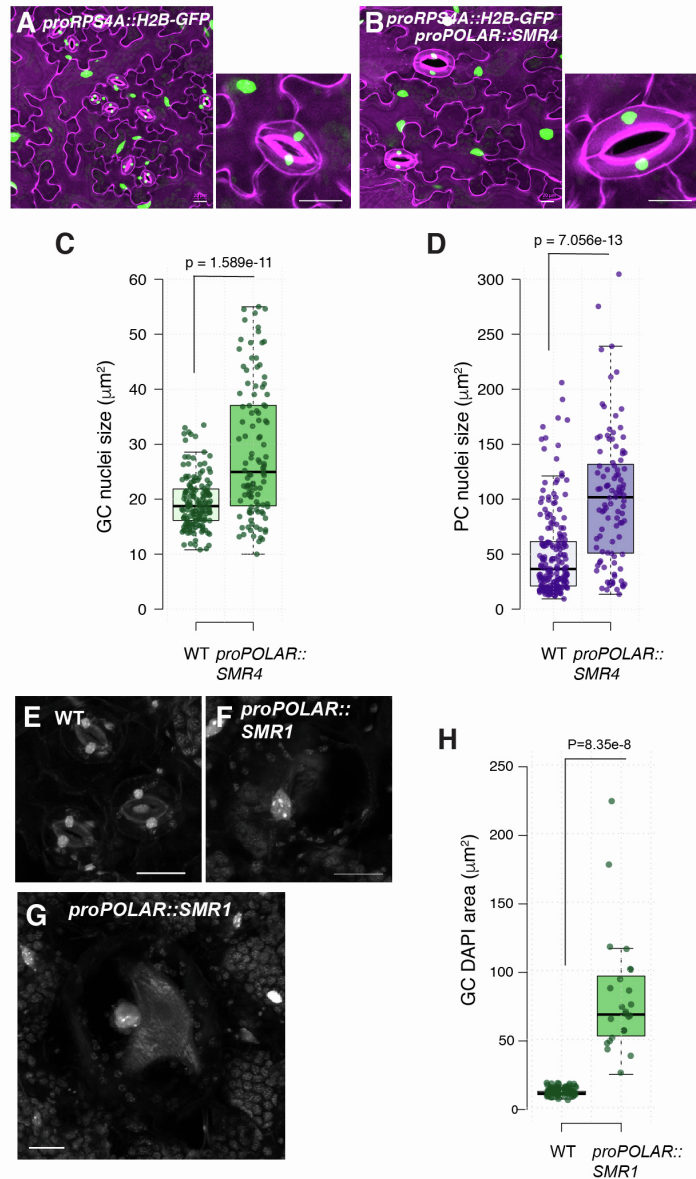 A proRPS4A::H2B-GFP
B proRPS4A::H2B-GFP
proPOLAR::SMR4
C
p = 1.589e-11
60
50
40
30
20
10
0
GC nuclei size (µm²)
WT proPOLAR::
SMR4
D
p = 7.056e-13
300
250
200
150
100
50
0
PC nuclei size (µm²)
WT proPOLAR::
SMR4
E WT
F proPOLAR::
SMR1
G proPOLAR::SMR1
H
P=8.35e-8
250
200
150
100
50
0
GC DAPI area (µm²)
WT proPOLAR::
SMR1